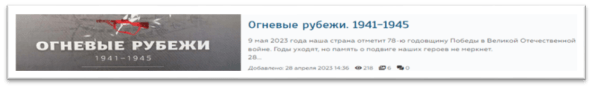 ОГНЕВЫЕ РУБЕЖИ
1941–1945
Огневые рубежи. 1941-1945
9 мая 2023 года наша страна отметит 78-ю годовщину Победы в Великой Отечественной
войне. Годы уходят, но память о подвиге наших героев не меркнет.
28...
Добавлено: 28 апреля 2023 14:36 218 6 0